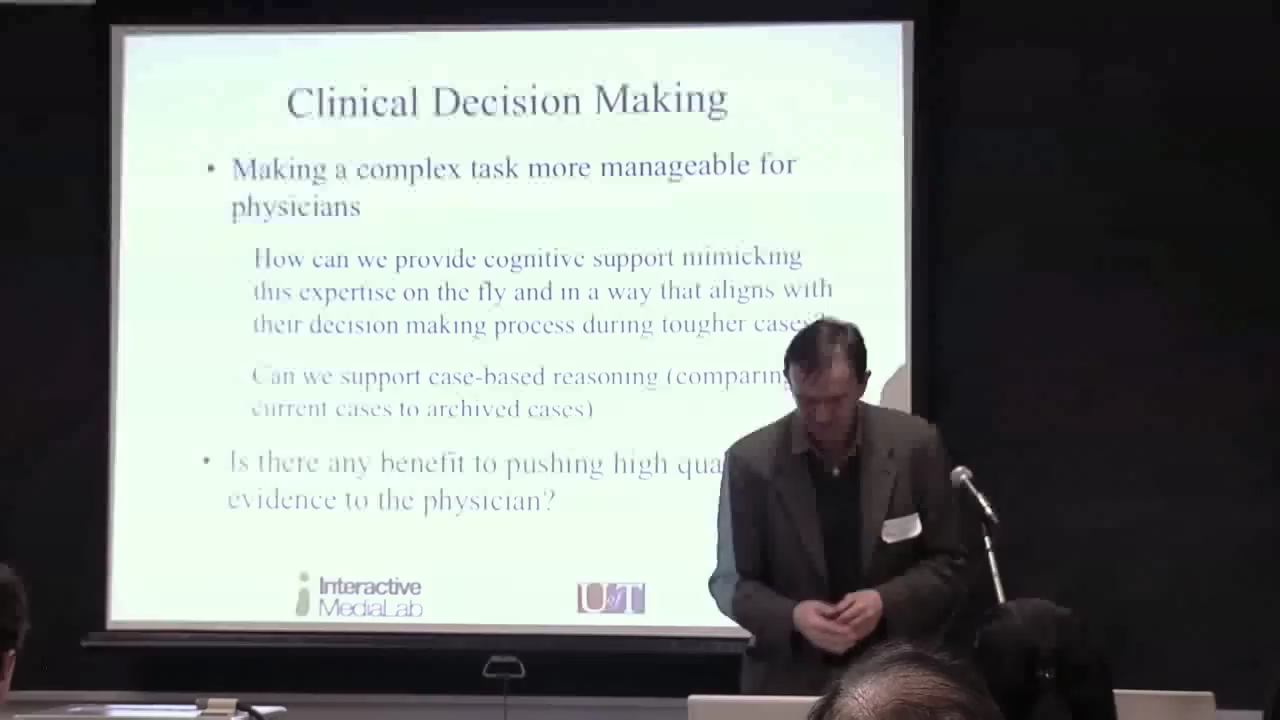 Clinical Decision Making
• Making a complex task more manageable for
physicians
How can we provide cognitive support mimicking
this expertise on the fly and in a way that aligns with
their decision making process during tougher cases?
Can we support case-based reasoning (comparing
current cases to archived cases)
• Is there any benefit to pushing high
evidence to the physician?
Interactive
MediaLab
U of T